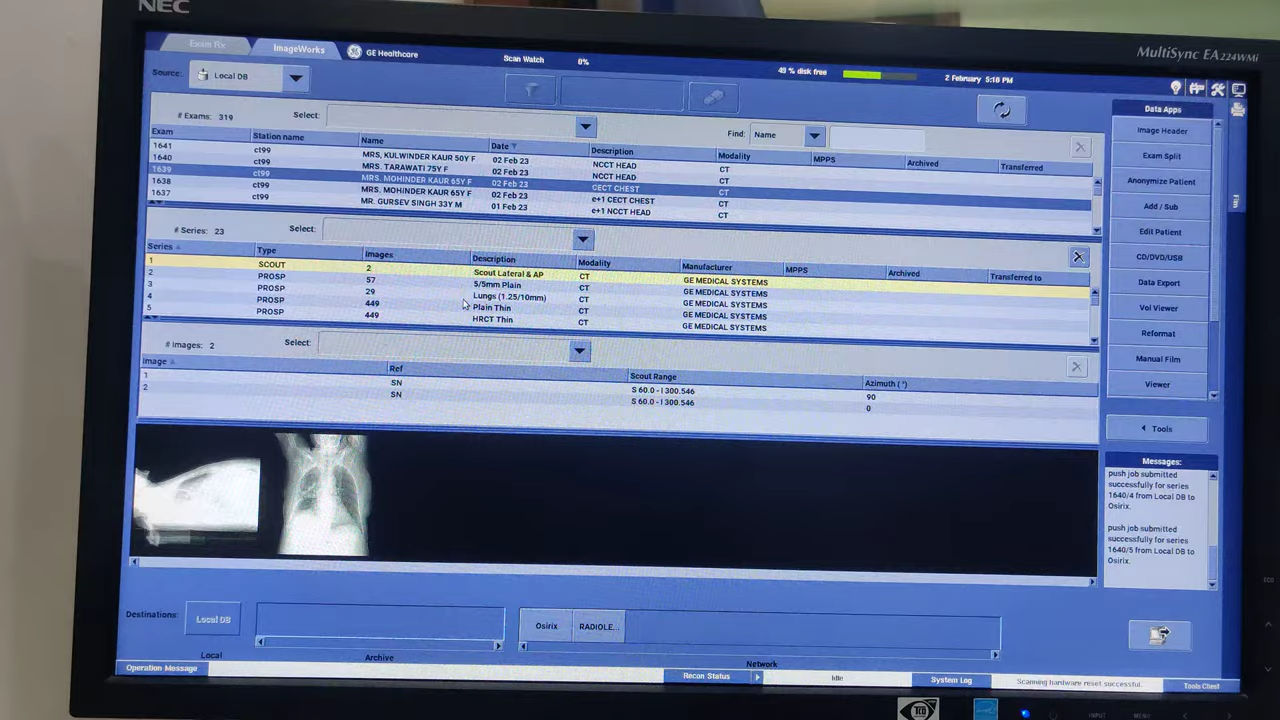 NEC
MultiSync EA224WMi
Exam Rx
ImageWorks
GE Healthcare
Scan Watch 0%
49 % disk free
2 February 5:18 PM
Source: Local DB
# Exams: 319 Select: Find: Name
Exam Station name Name Date Description Modality MPPS Archived Transferred
1641 ct99 MRS. KULWINDER KAUR 50Y F 02 Feb 23 NCCT HEAD CT
1640 ct99 MRS. TARAWATI 75Y F 02 Feb 23 NCCT HEAD CT
1639 ct99 MRS. MOHINDER KAUR 65Y F 02 Feb 23 CECT CHEST CT
1638 ct99 MRS. MOHINDER KAUR 65Y F 02 Feb 23 e+1 CECT CHEST CT
1637 ct99 MR. GURSEV SINGH 33Y M 01 Feb 23 e+1 NCCT HEAD CT
# Series: 23 Select:
Series Type Images Description Modality Manufacturer MPPS Archived Transferred to
1 SCOUT 2 Scout Lateral & AP CT GE MEDICAL SYSTEMS
2 PROSP 57 5/5mm Plain CT GE MEDICAL SYSTEMS
3 PROSP 29 Lungs (1.25/10mm) CT GE MEDICAL SYSTEMS
4 PROSP 449 Plain Thin CT GE MEDICAL SYSTEMS
5 PROSP 449 HRCT Thin CT GE MEDICAL SYSTEMS
# Images: 2 Select:
Image Ref Scout Range Azimuth ( ° )
1 SN S 60.0 - I 300.546 90
2 SN S 60.0 - I 300.546 0
Data Apps
Image Header
Exam Split
Anonymize Patient
Add / Sub
Edit Patient
CD/DVD/USB
Data Export
Vol Viewer
Reformat
Manual Film
Viewer
Tools
Film
Messages:
push job submitted
successfully for series
1640/4 from Local DB to
Osirix.
push job submitted
successfully for series
1640/5 from Local DB to
Osirix.
Destinations: Local DB
Osirix RADIOLE...
Local Archive Network
Operation Message
Recon Status
Idle
System Log
Scanning hardware reset successful.
Tools Chest
TCO
INPUT
MENU
ECO